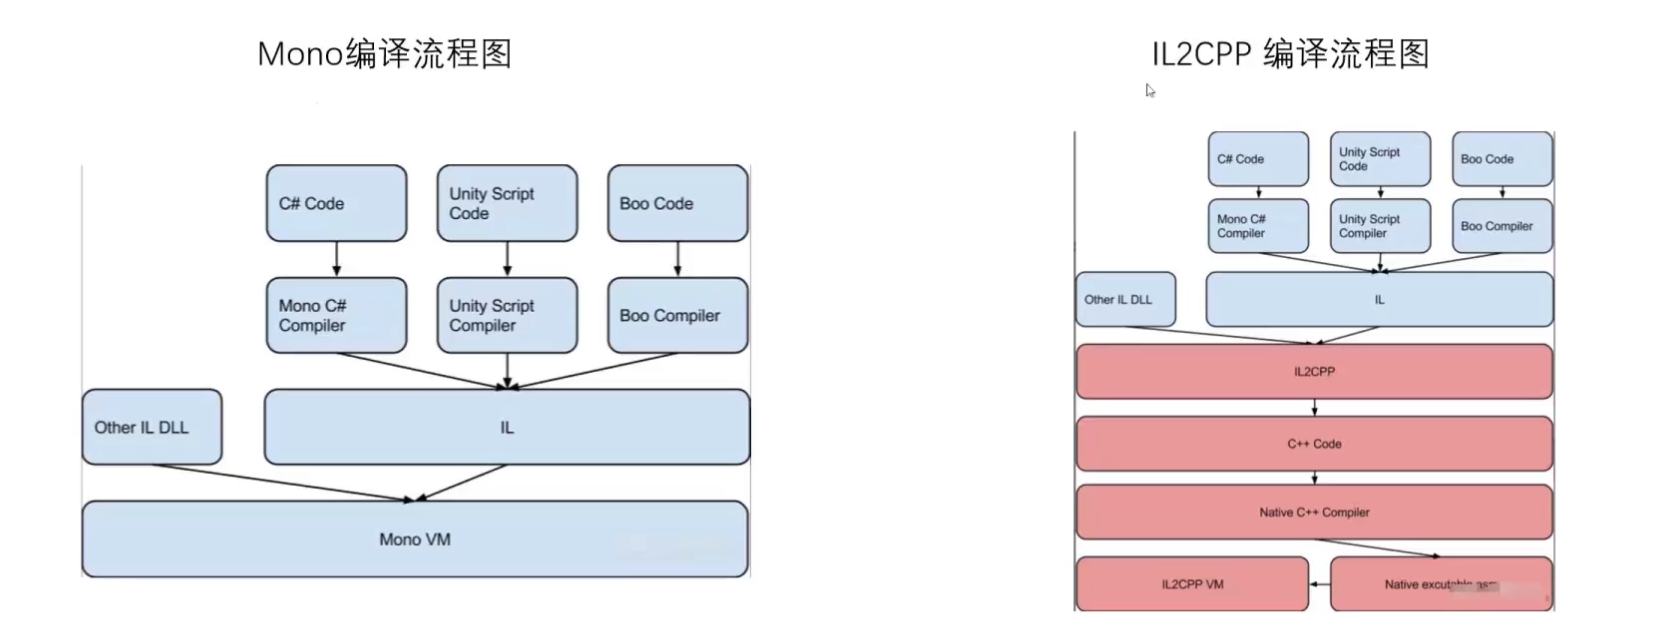 Mono编译流程图
C# Code
Unity Script
Code
Boo Code
Mono C#
Compiler
Unity Script
Compiler
Boo Compiler
Other IL DLL
IL
Mono VM
IL2CPP 编译流程图
C# Code
Unity Script
Code
Boo Code
Mono C#
Compiler
Unity Script
Compiler
Boo Compiler
Other IL DLL
IL
IL2CPP
C++ Code
Native C++ Compiler
IL2CPP VM
Native excutable asm